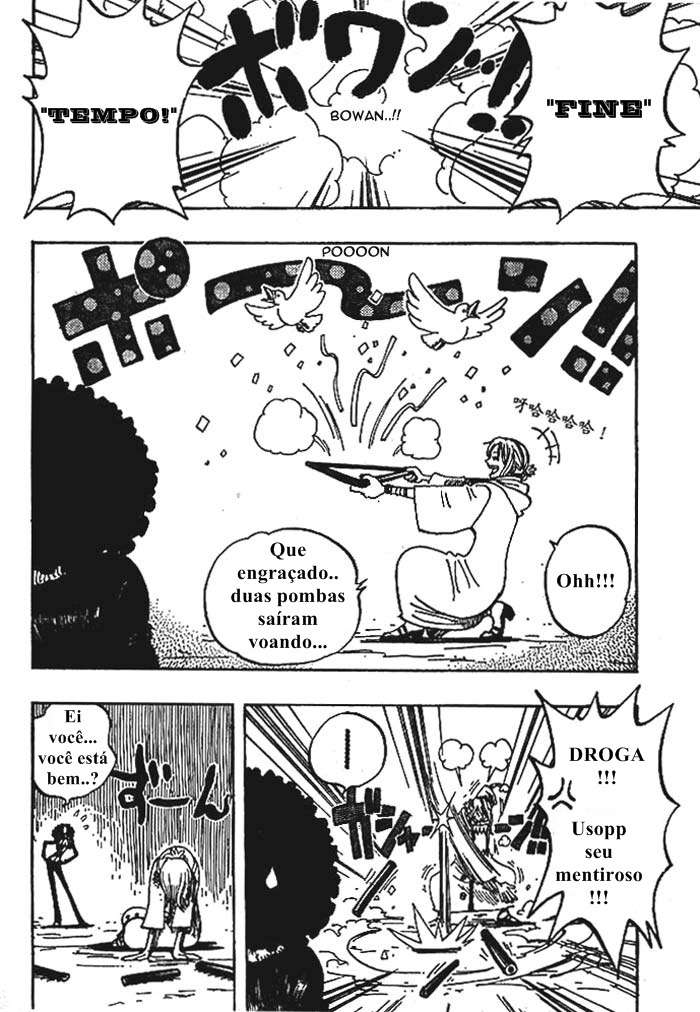 "FINE"
ボワン..!!
BOWAN..!!
"TEMPO!"
POOOON
ポーン!!
呀哈哈哈哈！
Ohh!!!
Que
engraçado..
duas pombas
saíram
voando...
DROGA
!!!
Usopp
seu
mentiroso
!!!
ガシャーン!!
Ei
você...
você está
bem..?
ずーん